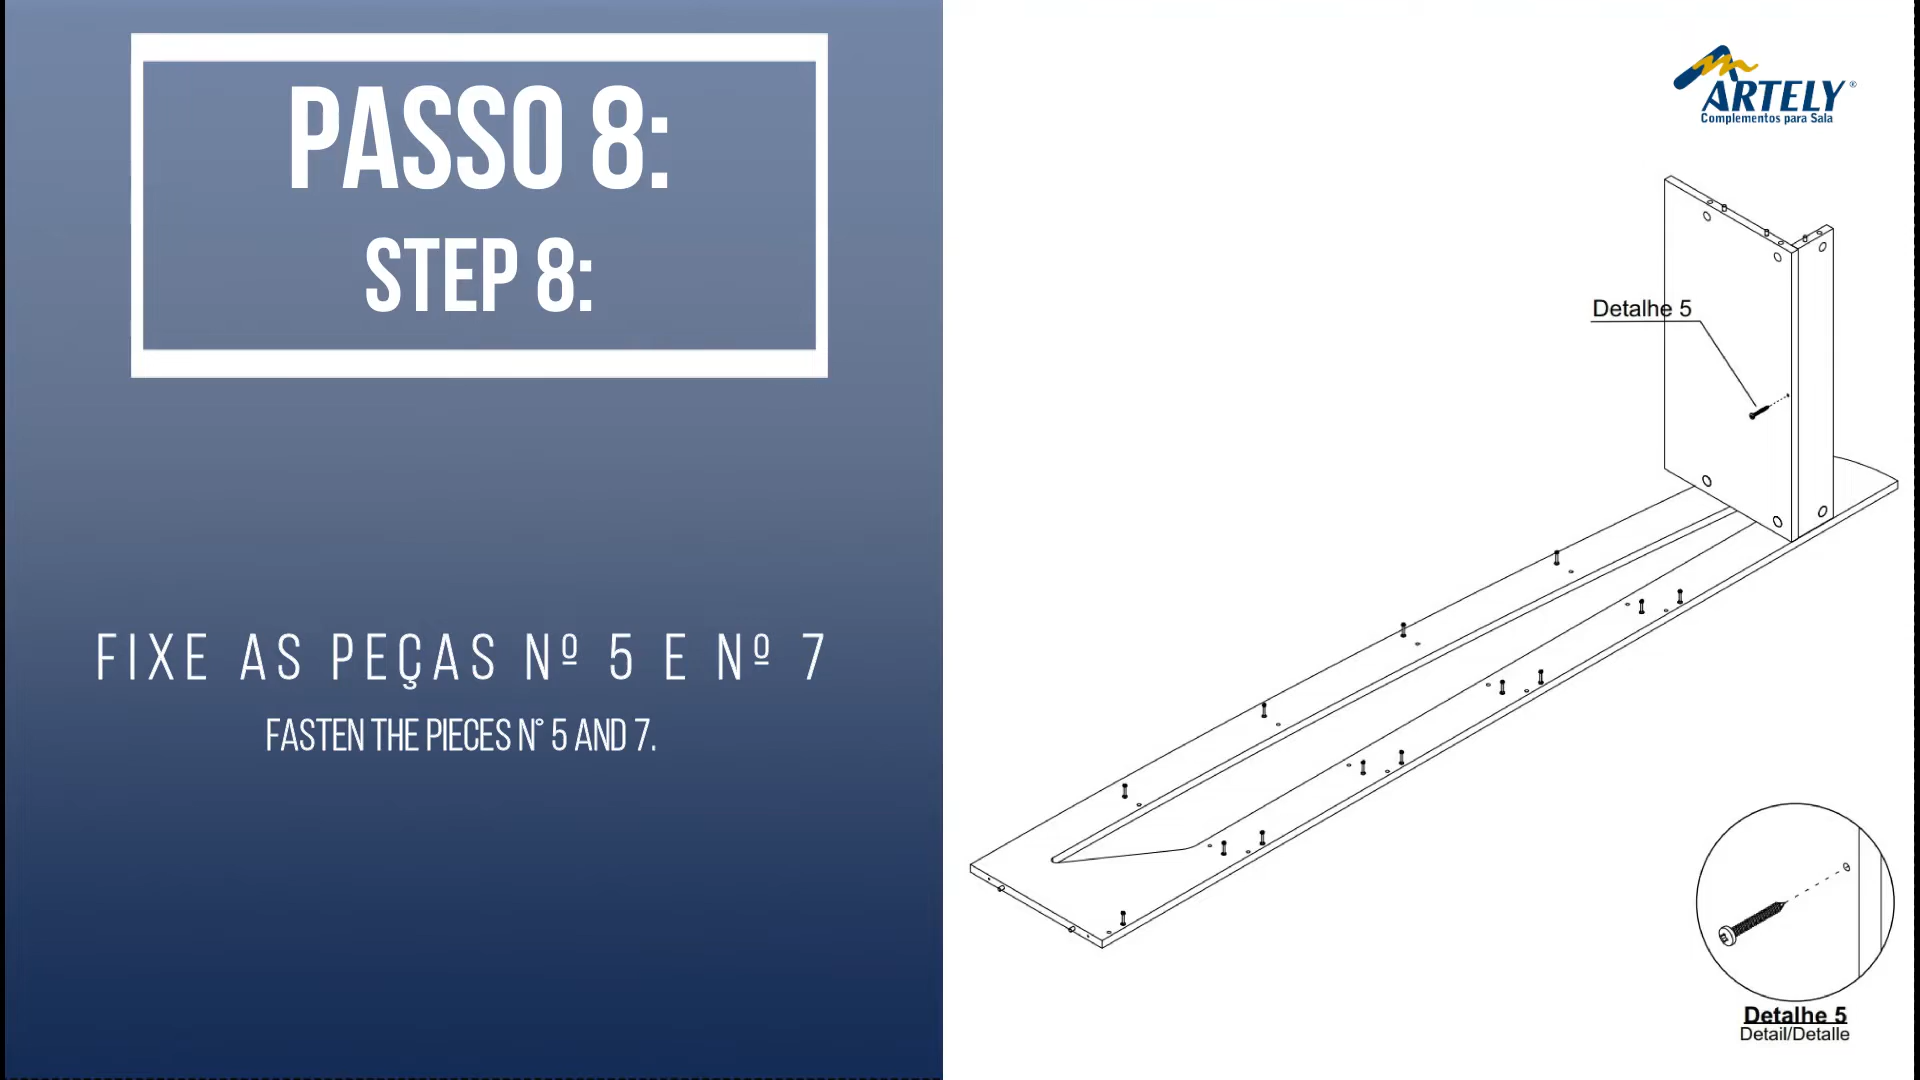 PASSO 8:
STEP 8:
FIXE AS PEÇAS Nº 5 E Nº 7
FASTEN THE PIECES N° 5 AND 7.
ARTELY®
Complementos para Sala
Detalhe 5
Detalhe 5
Detail/Detalle